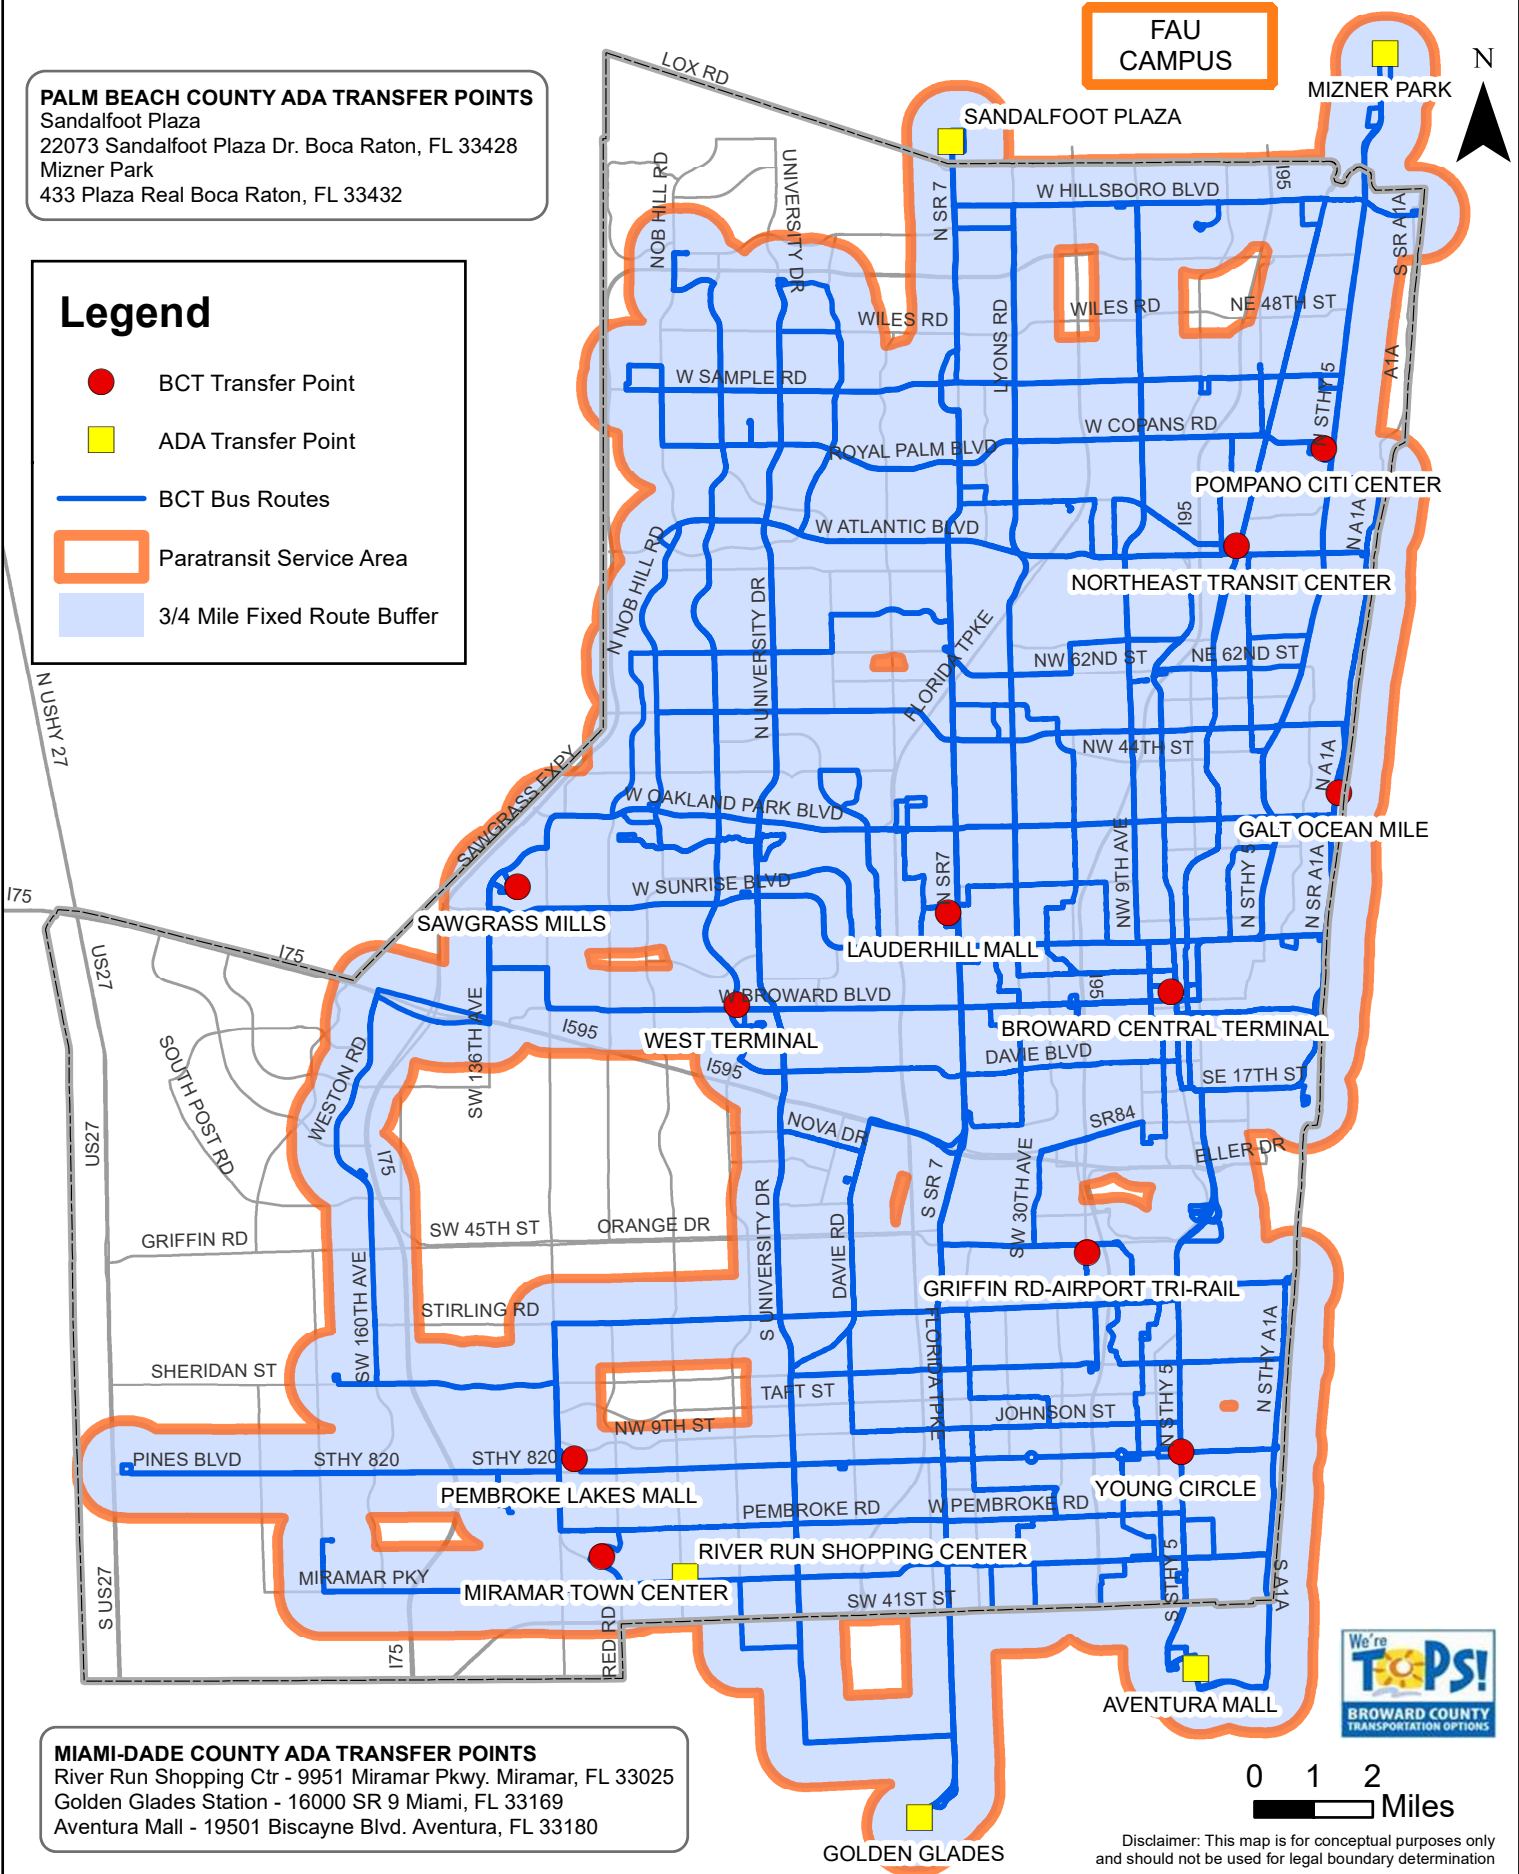 FAU
CAMPUS
MIZNER PARK
N
LOX RD
SANDALFOOT PLAZA
PALM BEACH COUNTY ADA TRANSFER POINTS
Sandalfoot Plaza
22073 Sandalfoot Plaza Dr. Boca Raton, FL 33428
Mizner Park
433 Plaza Real Boca Raton, FL 33432
NOB HILL RD
UNIVERSITY DR
N SR 7
W HILLSBORO BLVD
I95
S SR A1A
Legend
BCT Transfer Point
ADA Transfer Point
BCT Bus Routes
Paratransit Service Area
3/4 Mile Fixed Route Buffer
WILES RD
LYONS RD
WILES RD
NE 48TH ST
A1A
W SAMPLE RD
N STHY 5
W COPANS RD
ROYAL PALM BLVD
POMPANO CITI CENTER
I95
N A1A
W ATLANTIC BLVD
N NOB HILL RD
NORTHEAST TRANSIT CENTER
N UNIVERSITY DR
FLORIDA TPKE
NW 62ND ST
NE 62ND ST
N USHY 27
NW 44TH ST
N A1A
SAWGRASS EXPY
W OAKLAND PARK BLVD
GALT OCEAN MILE
NW 9TH AVE
N STHY 5
N SR A1A
I75
W SUNRISE BLVD
N SR7
SAWGRASS MILLS
LAUDERHILL MALL
I75
US27
I95
SW 136TH AVE
W BROWARD BLVD
I595
WEST TERMINAL
BROWARD CENTRAL TERMINAL
DAVIE BLVD
SOUTH POST RD
WESTON RD
I595
SE 17TH ST
US27
I75
NOVA DR
SR84
ELLER DR
S SR 7
SW 30TH AVE
S UNIVERSITY DR
DAVIE RD
GRIFFIN RD
SW 45TH ST
ORANGE DR
SW 160TH AVE
GRIFFIN RD-AIRPORT TRI-RAIL
STIRLING RD
FLORIDA TPKE
N STHY A1A
SHERIDAN ST
TAFT ST
N STHY 5
JOHNSON ST
NW 9TH ST
PINES BLVD
STHY 820
STHY 820
PEMBROKE LAKES MALL
YOUNG CIRCLE
PEMBROKE RD
W PEMBROKE RD
RIVER RUN SHOPPING CENTER
MIRAMAR PKY
MIRAMAR TOWN CENTER
S US27
SW 41ST ST
S STHY 5
S A1A
RED RD
I75
AVENTURA MALL
We're
TOPS!
BROWARD COUNTY
TRANSPORTATION OPTIONS
MIAMI-DADE COUNTY ADA TRANSFER POINTS
River Run Shopping Ctr - 9951 Miramar Pkwy. Miramar, FL 33025
Golden Glades Station - 16000 SR 9 Miami, FL 33169
Aventura Mall - 19501 Biscayne Blvd. Aventura, FL 33180
0 1 2
Miles
GOLDEN GLADES
Disclaimer: This map is for conceptual purposes only
and should not be used for legal boundary determination